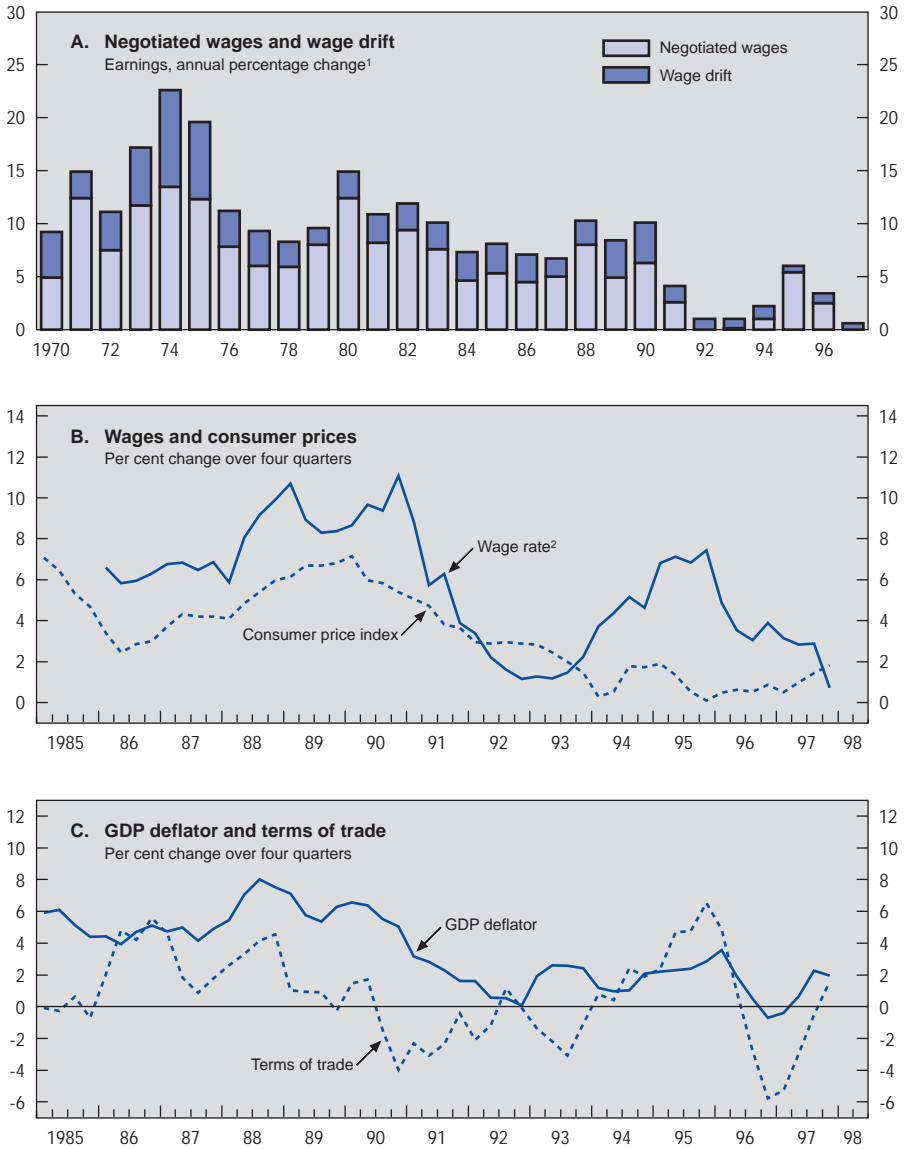 30 30
A. Negotiated wages and wage drift
Earnings, annual percentage change¹
Negotiated wages
Wage drift
25 25
20 20
15 15
10 10
5 5
0 0
1970 72 74 76 78 80 82 84 86 88 90 92 94 96
14 14
B. Wages and consumer prices
Per cent change over four quarters
12 12
10 10
8 8
Wage rate²
6 6
4 4
Consumer price index
2 2
0 0
1985 86 87 88 89 90 91 92 93 94 95 96 97 98
12 12
C. GDP deflator and terms of trade
Per cent change over four quarters
10 10
8 8
6 6
GDP deflator
4 4
2 2
0 0
-2 -2
Terms of trade
-4 -4
-6 -6
1985 86 87 88 89 90 91 92 93 94 95 96 97 98